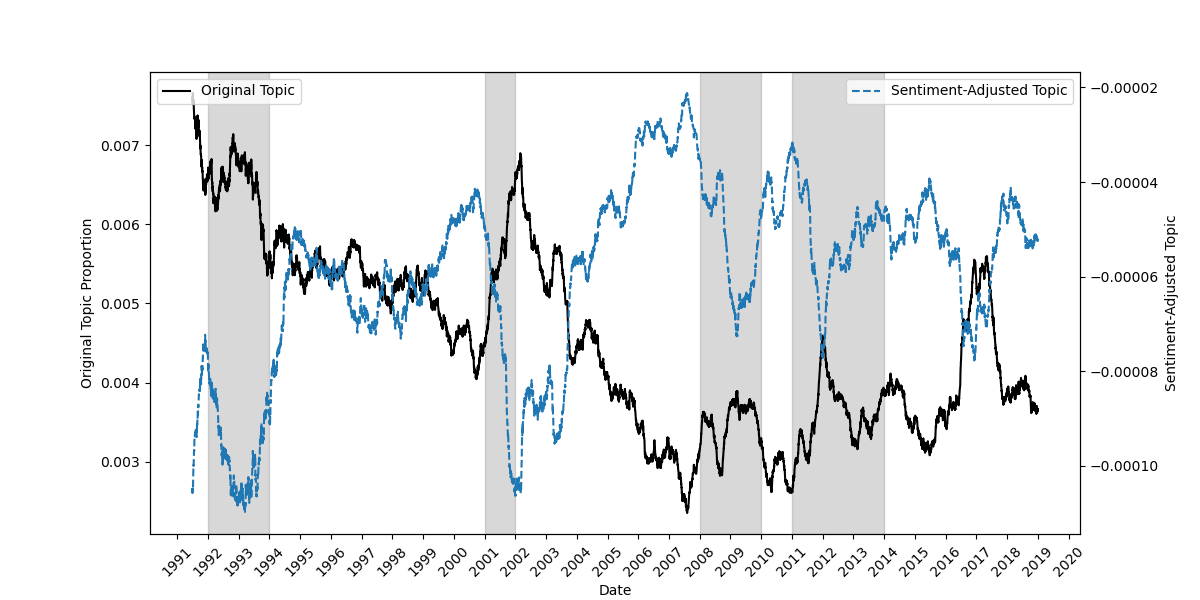 Original Topic
Sentiment-Adjusted Topic
Original Topic Proportion
0.007
0.006
0.005
0.004
0.003
−0.00002
−0.00004
−0.00006
−0.00008
−0.00010
Sentiment-Adjusted Topic
1991 1992 1993 1994 1995 1996 1997 1998 1999 2000 2001 2002 2003 2004 2005 2006 2007 2008 2009 2010 2011 2012 2013 2014 2015 2016 2017 2018 2019 2020
Date